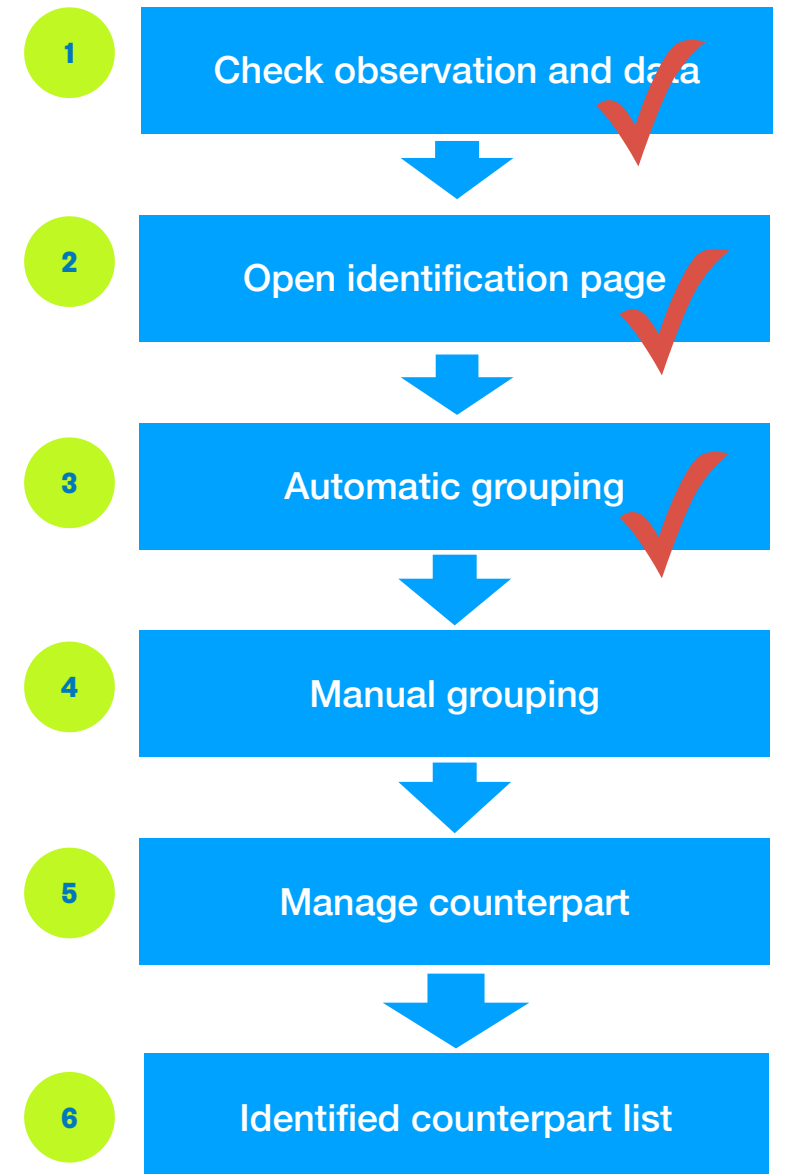 1
Check observation and data
2
Open identification page
3
Automatic grouping
4
Manual grouping
5
Manage counterpart
6
Identified counterpart list